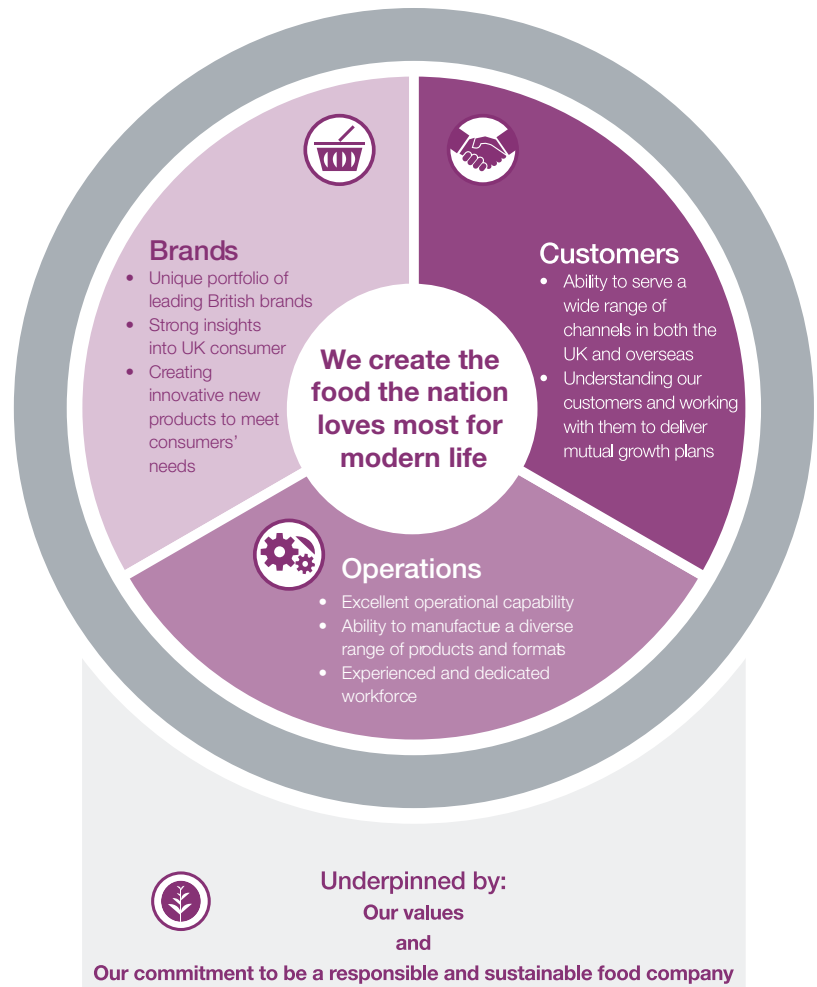 Brands
• Unique portfolio of
leading British brands
• Strong insights
into UK consumer
• Creating
innovative new
products to meet
consumers’
needs
Customers
• Ability to serve a
wide range of
channels in both the
UK and overseas
• Understanding our
customers and working
with them to deliver
mutual growth plans
We create the
food the nation
loves most for
modern life
Operations
• Excellent operational capability
• Ability to manufacture a diverse
range of products and formats
• Experienced and dedicated
workforce
Underpinned by:
Our values
and
Our commitment to be a responsible and sustainable food company